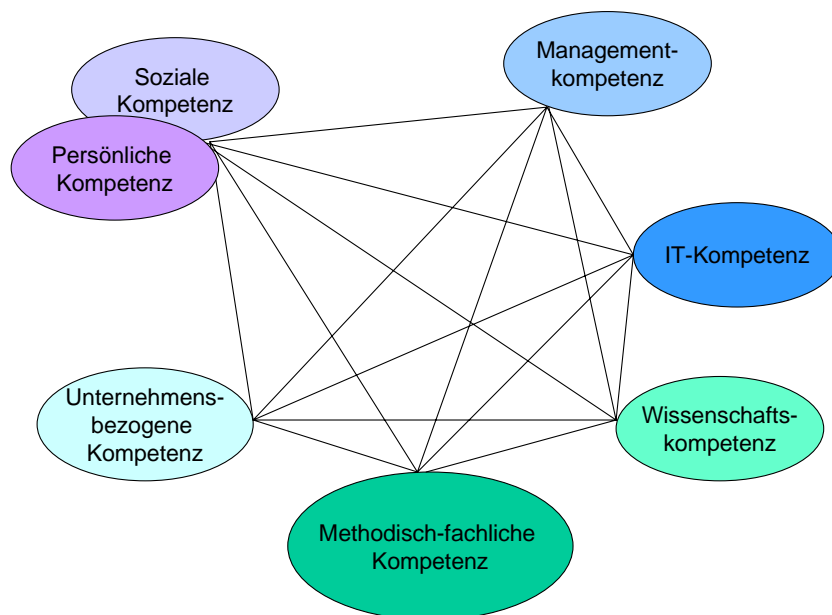 Soziale
Kompetenz
Management-
kompetenz
Persönliche
Kompetenz
IT-Kompetenz
Unternehmens-
bezogene
Kompetenz
Wissenschafts-
kompetenz
Methodisch-fachliche
Kompetenz